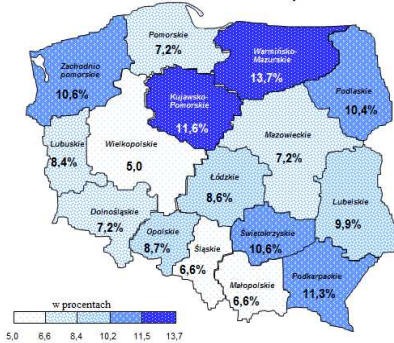 Pomorskie
7,2%
Warmińsko-
Mazurskie
13,7%
Zachodnio
pomorskie
10,6%
Podlaskie
10,4%
Kujawsko-
Pomorskie
11,6%
Lubuskie
8,4%
Wielkopolskie
5,0
Mazowieckie
7,2%
Łódzkie
8,6%
Lubelskie
9,9%
Dolnośląskie
7,2%
Opolskie
8,7%
Śląskie
6,6%
Świętokrzyskie
10,6%
Małopolskie
6,6%
Podkarpackie
11,3%
w procentach
5,0 6,6 8,4 10,2 11,5 13,7